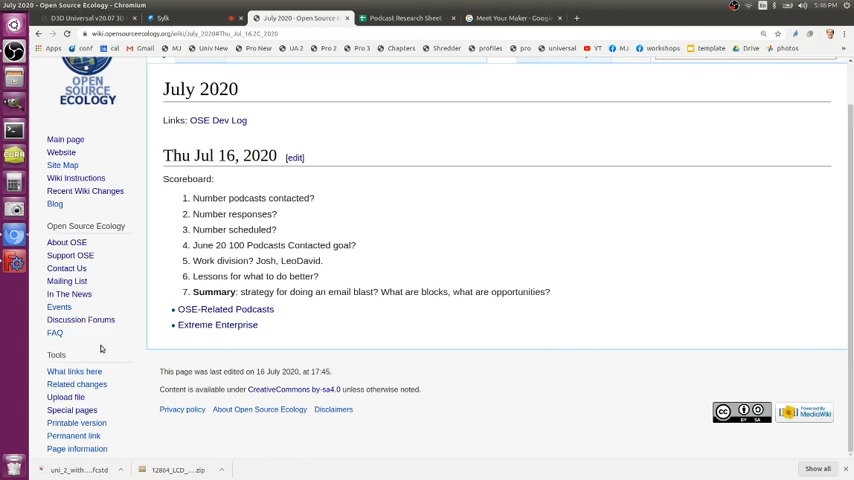 July 2020 - Open Source Ecology - Chromium
5:46 PM
D3D Universal v20.07 3D
Sylk
July 2020 - Open Source
Podcast Research Sheet
Meet Your Maker - Goog
wiki.opensourceecology.org/wiki/July_2020#Thu_Jul_16.2C_2020
conf cal Gmail MJ Univ New Pro New UA 2 Pro 2 Pro 3 Chapters Shredder profiles pro universal YT MJ workshops template Drive photos
OPEN
SOURCE
ECOLOGY
July 2020
Links: OSE Dev Log
Thu Jul 16, 2020 [edit]
Scoreboard:
1. Number podcasts contacted?
2. Number responses?
3. Number scheduled?
4. June 20 100 Podcasts Contacted goal?
5. Work division? Josh, LeoDavid.
6. Lessons for what to do better?
7. Summary: strategy for doing an email blast? What are blocks, what are opportunities?
OSE-Related Podcasts
Extreme Enterprise
Main page
Website
Site Map
Wiki Instructions
Recent Wiki Changes
Blog
Open Source Ecology
About OSE
Support OSE
Contact Us
Mailing List
In The News
Events
Discussion Forums
FAQ
Tools
What links here
Related changes
Upload file
Special pages
Printable version
Permanent link
Page information
This page was last edited on 16 July 2020, at 17:45.
Content is available under CreativeCommons by-sa4.0 unless otherwise noted.
Privacy policy About Open Source Ecology Disclaimers
uni_2_with....fcstd
12864_LCD_....zip
Show all